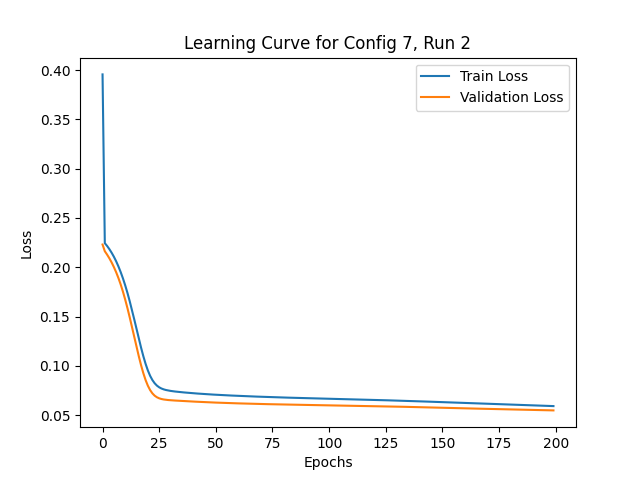 Learning Curve for Config 7, Run 2
Train Loss
Validation Loss
0.40
0.35
0.30
0.25
0.20
0.15
0.10
0.05
Loss
0 25 50 75 100 125 150 175 200
Epochs